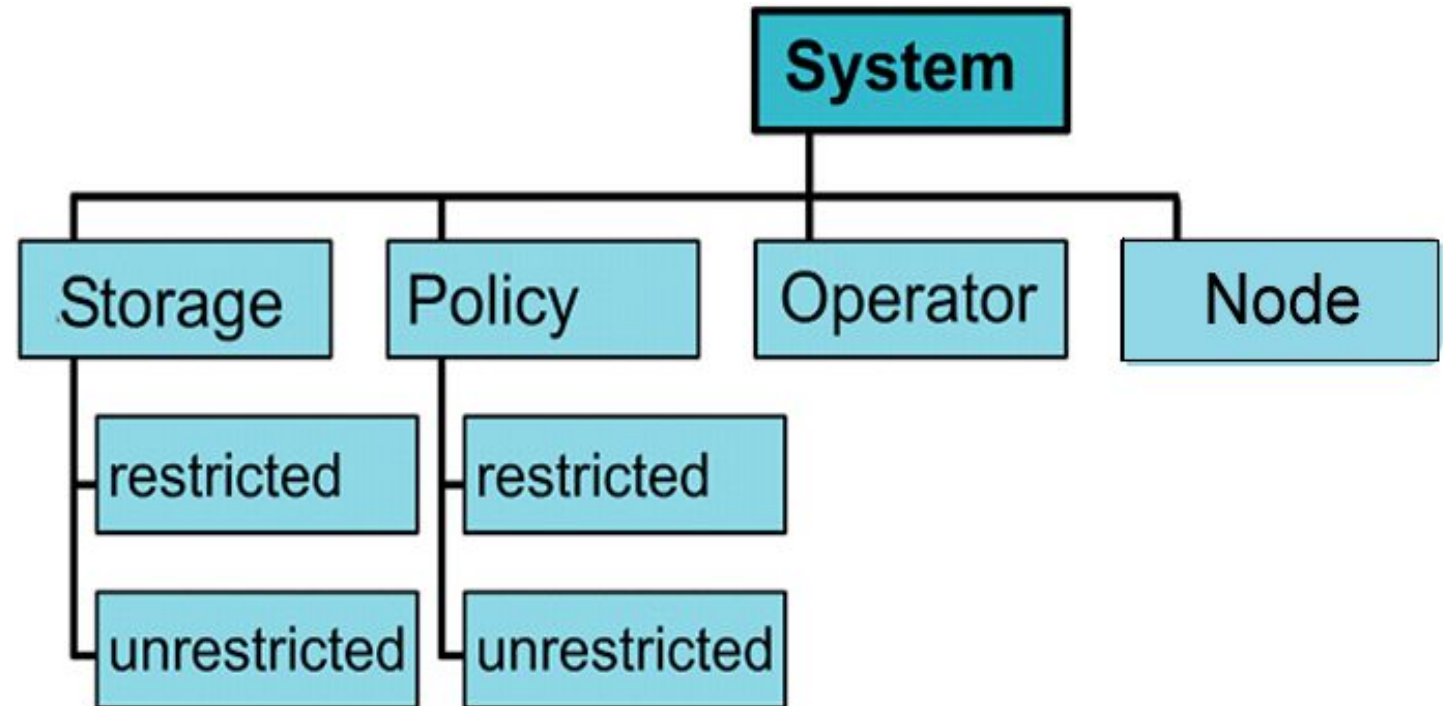 System
Storage
Policy
Operator
Node
restricted
restricted
unrestricted
unrestricted